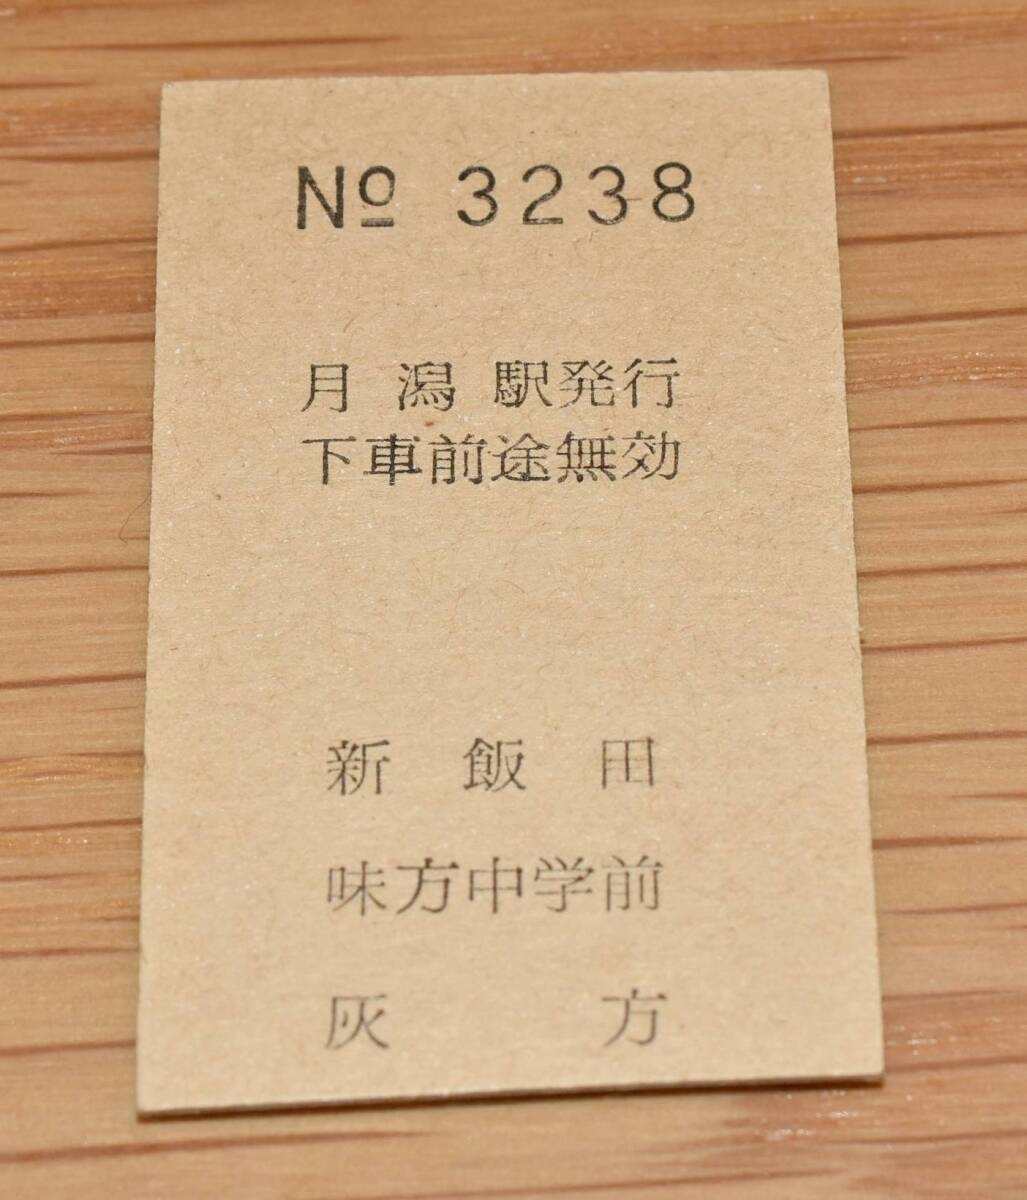 No 3238
月潟駅発行
下車前途無効
新飯田
味方中学前
灰方